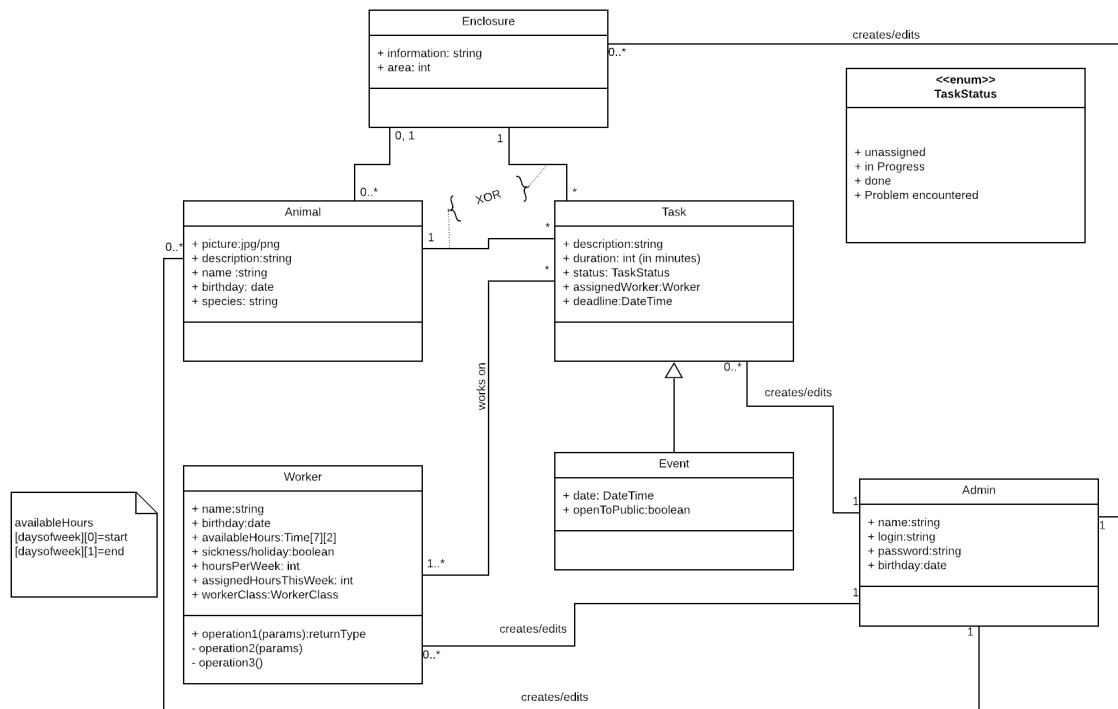 Enclosure
+ information: string
+ area: int
0..*
creates/edits
<<enum>>
TaskStatus
+ unassigned
+ in Progress
+ done
+ Problem encountered
0, 1
1
0..*
{ XOR }
*
Animal
+ picture:jpg/png
+ description:string
+ name :string
+ birthday: date
+ species: string
0..*
1
*
*
Task
+ description:string
+ duration: int (in minutes)
+ status: TaskStatus
+ assignedWorker:Worker
+ deadline:DateTime
0..*
creates/edits
works on
Event
+ date: DateTime
+ openToPublic:boolean
availableHours
[daysofweek][0]=start
[daysofweek][1]=end
Worker
+ name:string
+ birthday:date
+ availableHours:Time[7][2]
+ sickness/holiday:boolean
+ hoursPerWeek: int
+ assignedHoursThisWeek: int
+ workerClass:WorkerClass
+ operation1(params):returnType
- operation2(params)
- operation3()
1..*
0..*
creates/edits
Admin
+ name:string
+ login:string
+ password:string
+ birthday:date
1
1
1
1
creates/edits